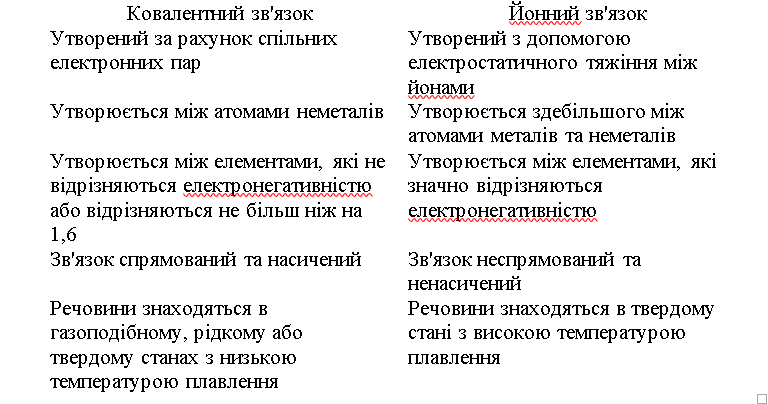 Ковалентний зв'язок
Йонний зв'язок
Утворений за рахунок спільних
електронних пар
Утворений з допомогою
електростатичного тяжіння між
йонами
Утворюється між атомами неметалів
Утворюється здебільшого між
атомами металів та неметалів
Утворюється між елементами, які не
відрізняються електронегативністю
або відрізняються не більш ніж на
1,6
Утворюється між елементами, які
значно відрізняються
електронегативністю
Зв'язок спрямований та насичений
Зв'язок неспрямований та
ненасичений
Речовини знаходяться в
газоподібному, рідкому або
твердому станах з низькою
температурою плавлення
Речовини знаходяться в твердому
стані з високою температурою
плавлення